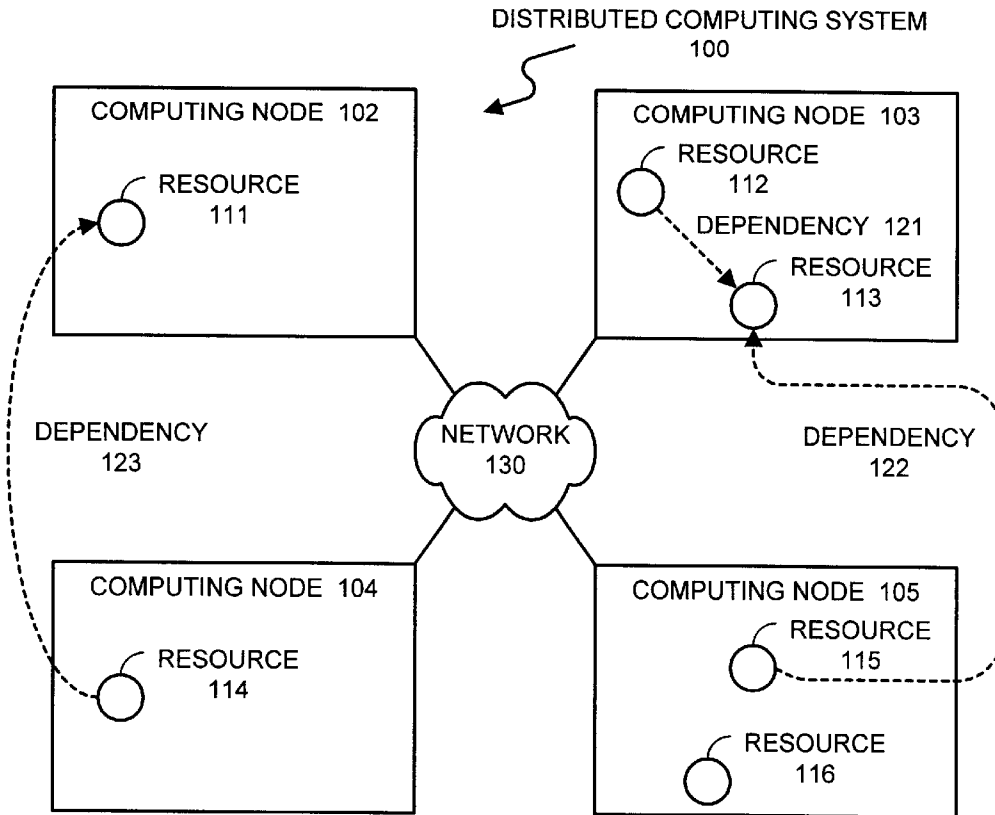 DISTRIBUTED COMPUTING SYSTEM
100
COMPUTING NODE 102
RESOURCE
111
COMPUTING NODE 103
RESOURCE
112
DEPENDENCY 121
RESOURCE
113
DEPENDENCY
123
NETWORK
130
DEPENDENCY
122
COMPUTING NODE 104
RESOURCE
114
COMPUTING NODE 105
RESOURCE
115
RESOURCE
116